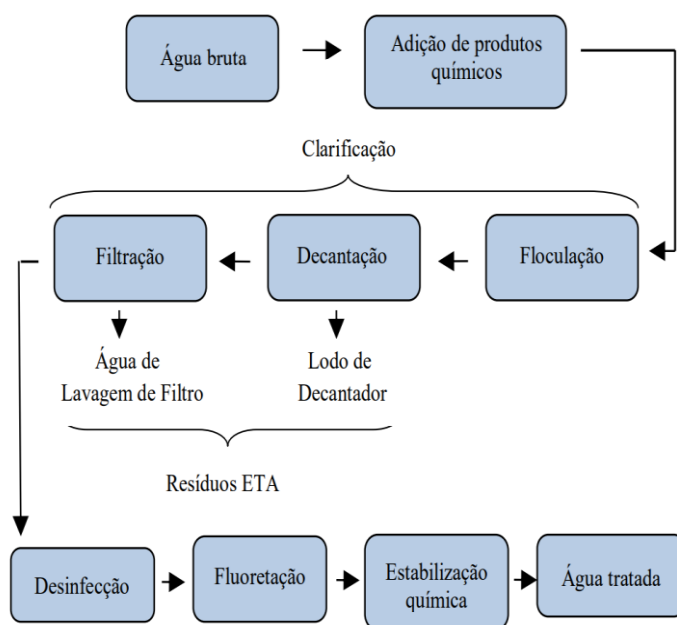 Água bruta
Adição de produtos
químicos
Clarificação
Filtração
Decantação
Floculação
Água de
Lavagem de Filtro
Lodo de
Decantador
Resíduos ETA
Desinfecção
Fluoretação
Estabilização
química
Água tratada